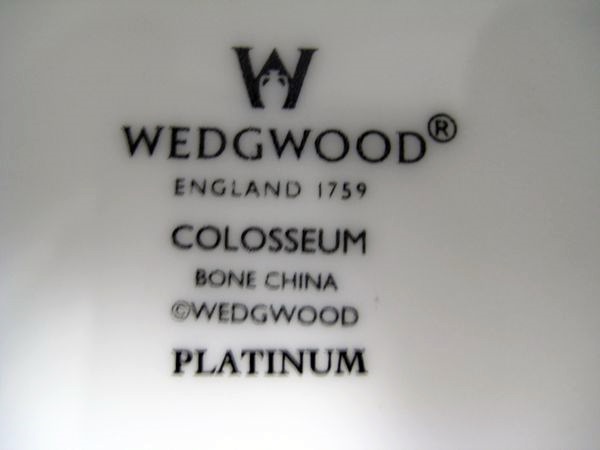 W
WEDGWOOD®
ENGLAND 1759
COLOSSEUM
BONE CHINA
©WEDGWOOD
PLATINUM